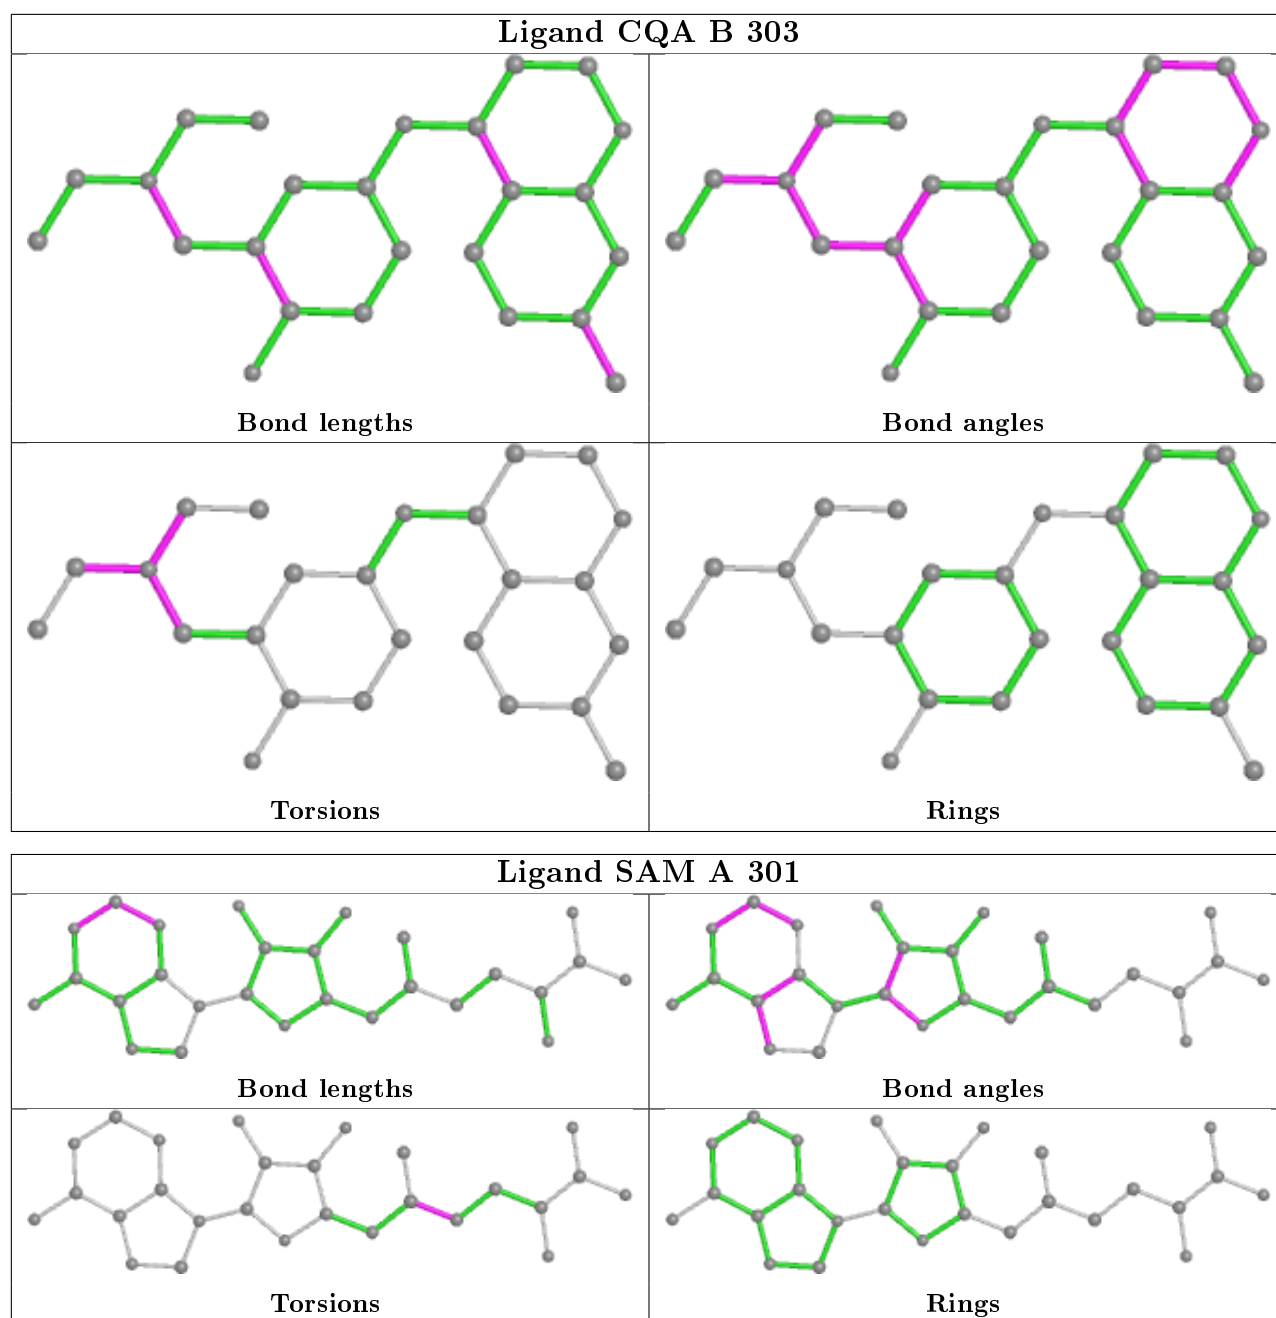 Ligand CQA B 303
Bond lengths
Bond angles
Torsions
Rings
Ligand SAM A 301
Bond lengths
Bond angles
Torsions
Rings